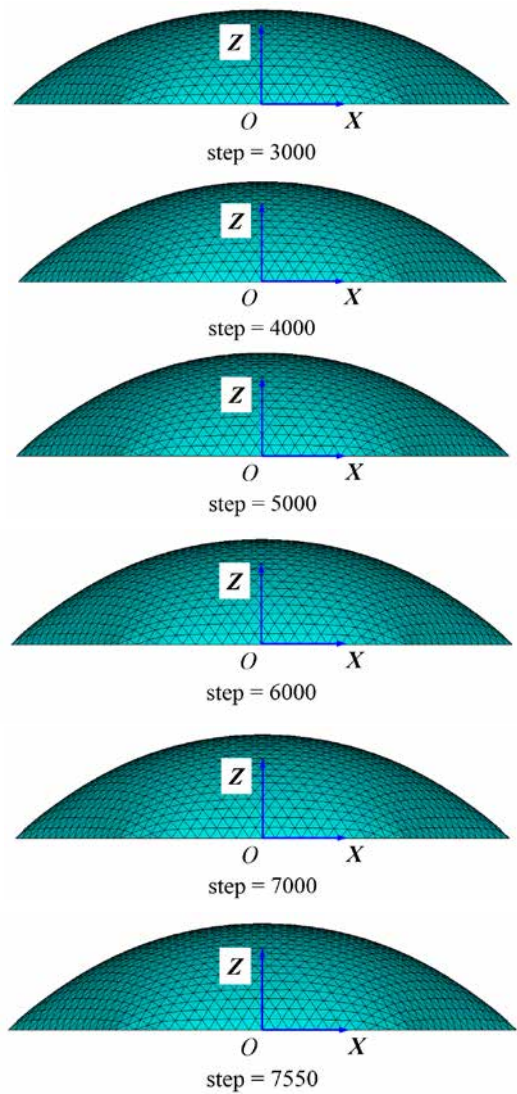 Z
O X
step = 3000
Z
O X
step = 4000
Z
O X
step = 5000
Z
O X
step = 6000
Z
O X
step = 7000
Z
O X
step = 7550